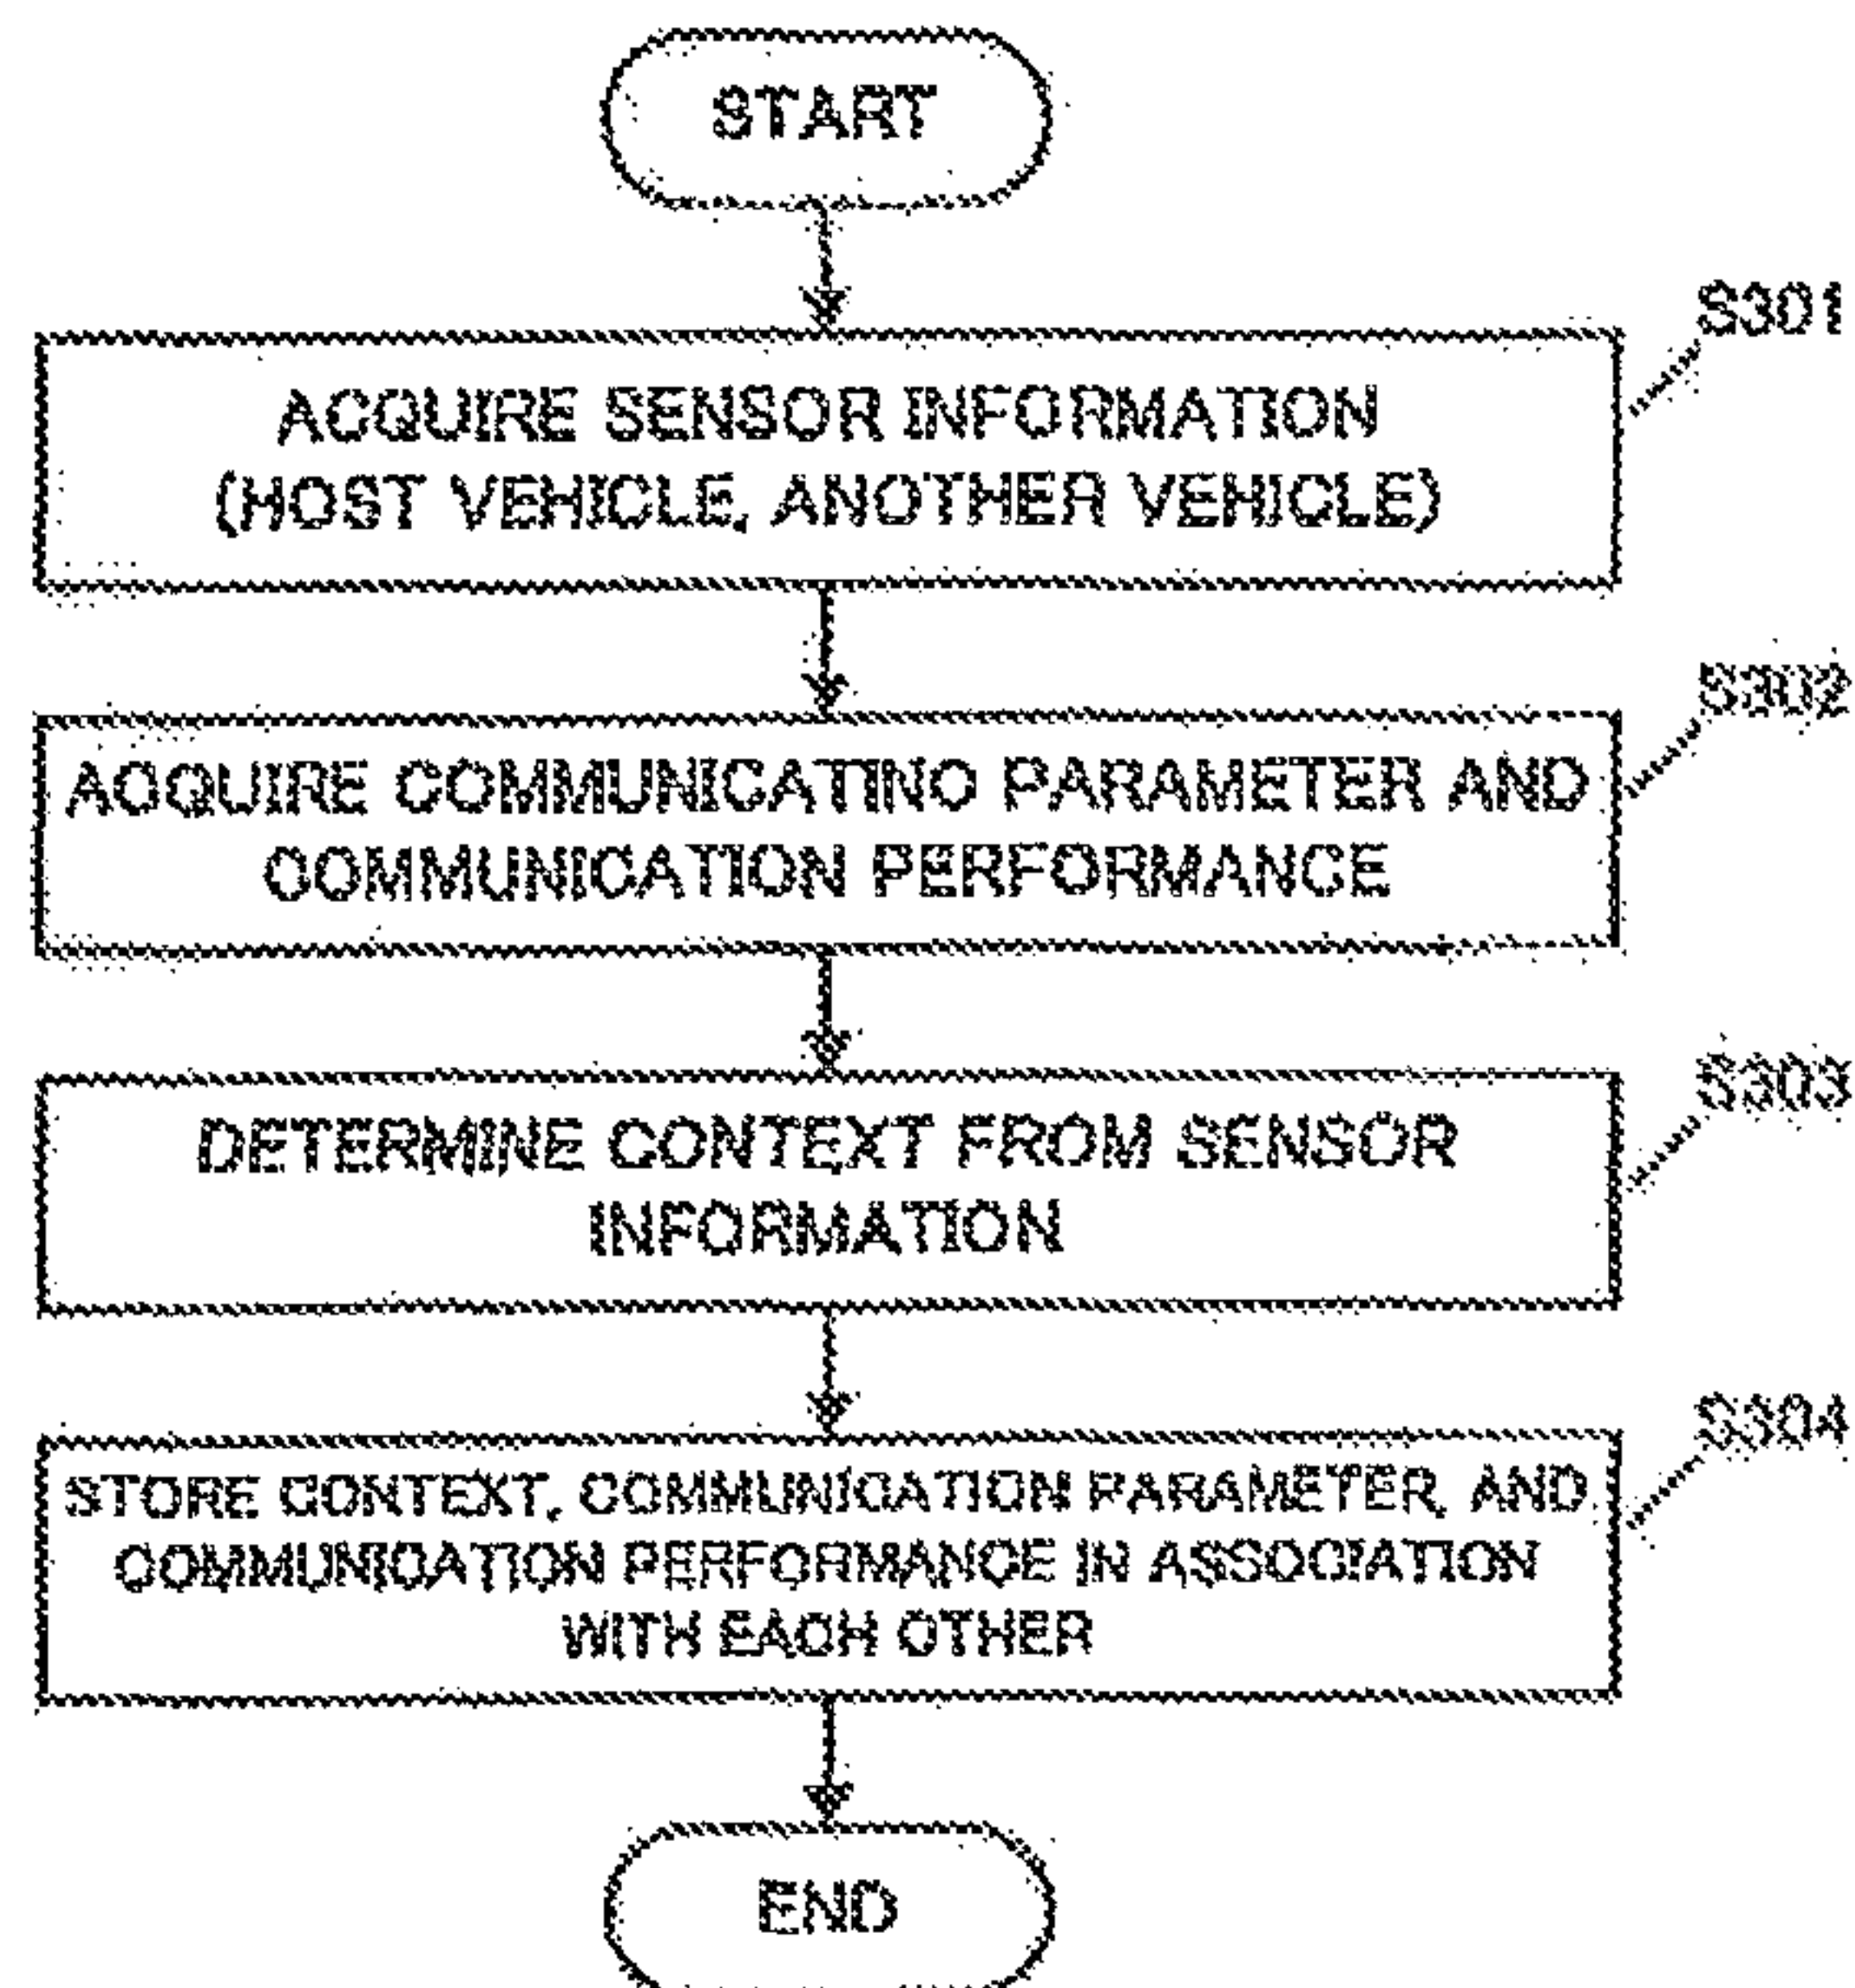 START
S301
ACQUIRE SENSOR INFORMATION
(HOST VEHICLE, ANOTHER VEHICLE)
S302
ACQUIRE COMMUNICATINO PARAMETER AND
COMMUNICATION PERFORMANCE
S303
DETERMINE CONTEXT FROM SENSOR
INFORMATION
S304
STORE CONTEXT, COMMUNICATION PARAMETER, AND
COMMUNICATION PERFORMANCE IN ASSOCIATION
WITH EACH OTHER
END